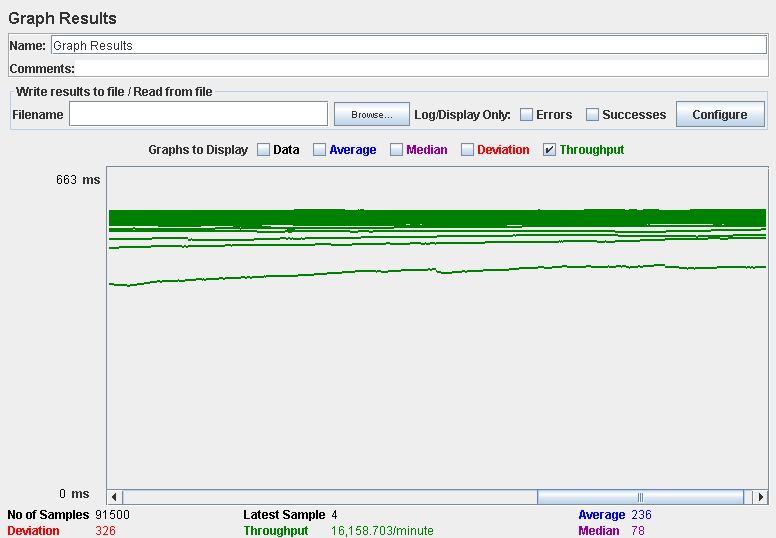 Graph Results
Name: Graph Results
Comments:
Write results to file / Read from file
Filename Browse... Log/Display Only: Errors Successes Configure
Graphs to Display Data Average Median Deviation Throughput
663 ms
0 ms
No of Samples 91500 Latest Sample 4 Average 236
Deviation 326 Throughput 16,158.703/minute Median 78